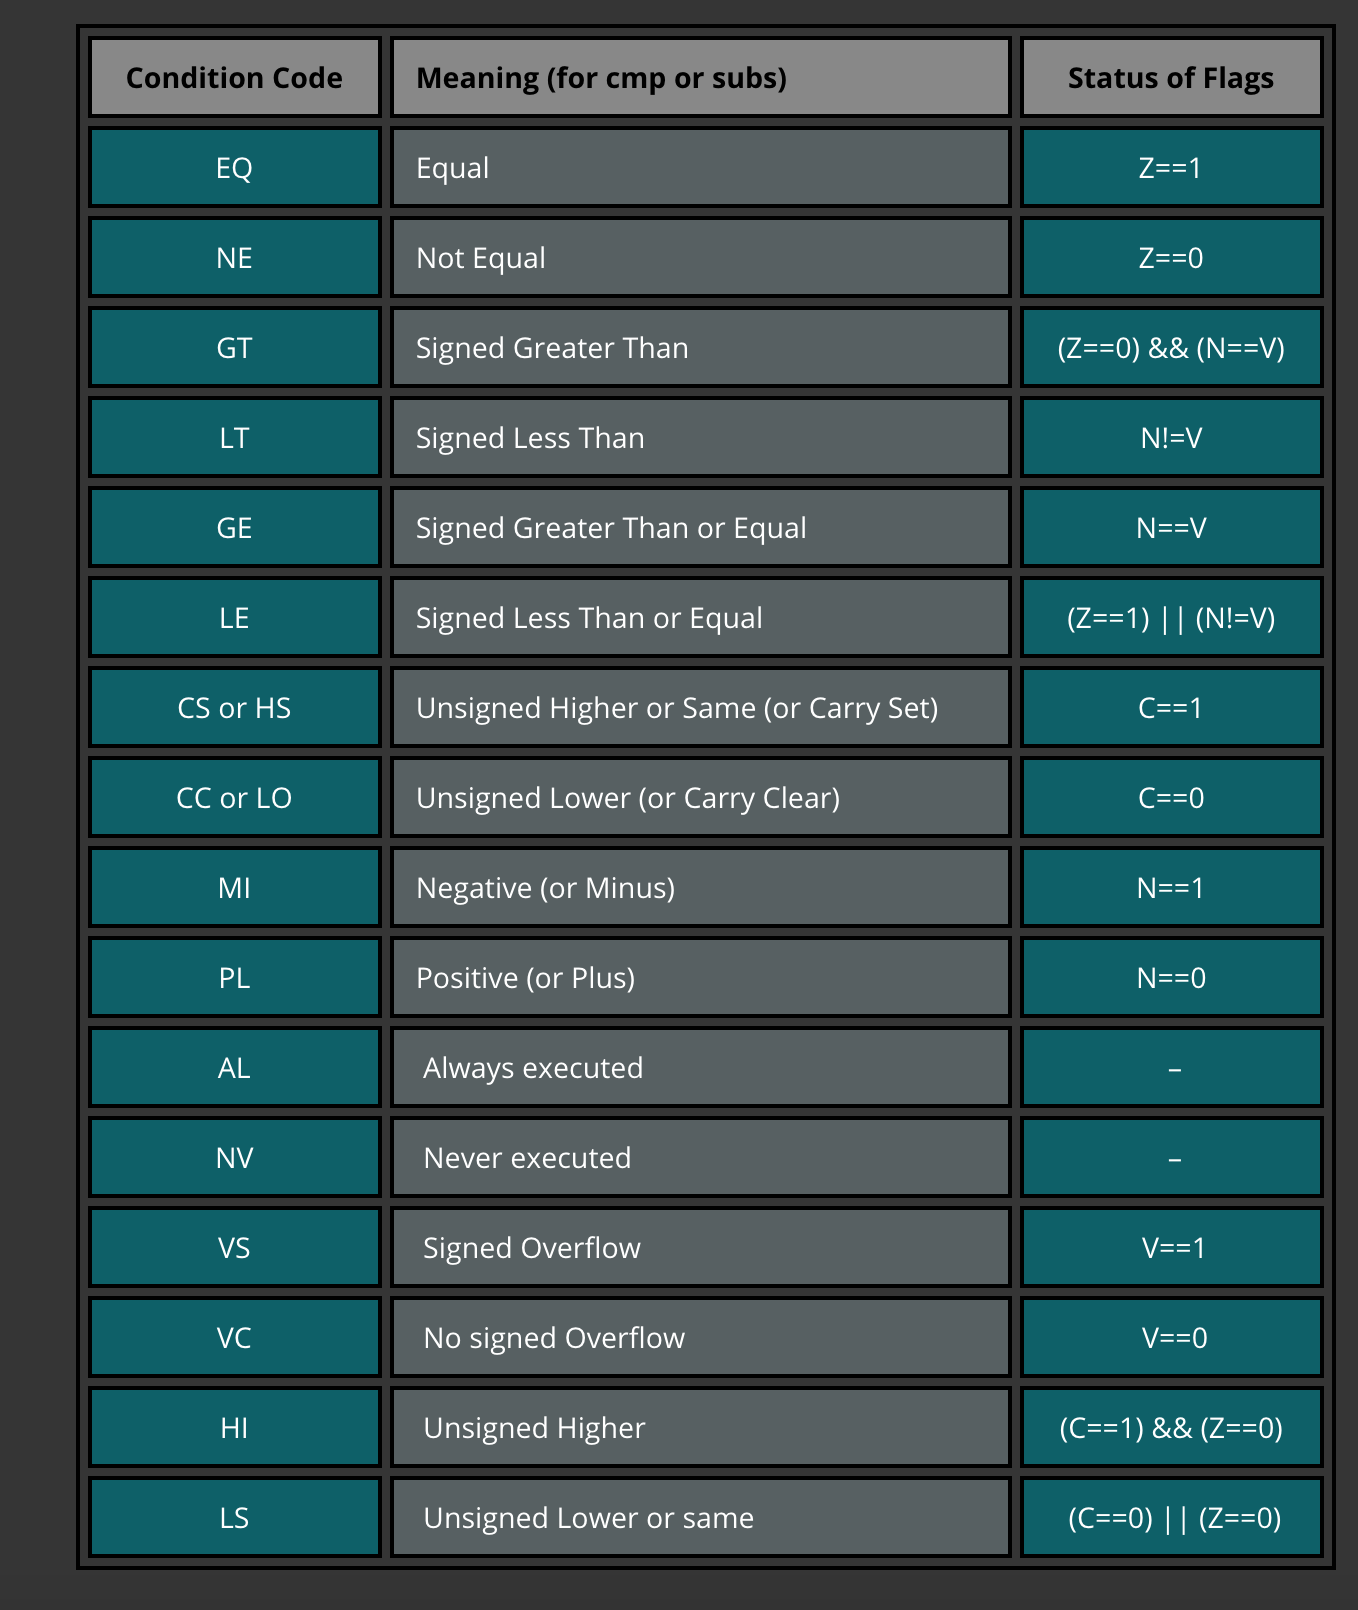 Condition Code Meaning (for cmp or subs) Status of Flags
EQ Equal Z==1
NE Not Equal Z==0
GT Signed Greater Than (Z==0) && (N==V)
LT Signed Less Than N!=V
GE Signed Greater Than or Equal N==V
LE Signed Less Than or Equal (Z==1) || (N!=V)
CS or HS Unsigned Higher or Same (or Carry Set) C==1
CC or LO Unsigned Lower (or Carry Clear) C==0
MI Negative (or Minus) N==1
PL Positive (or Plus) N==0
AL Always executed –
NV Never executed –
VS Signed Overflow V==1
VC No signed Overflow V==0
HI Unsigned Higher (C==1) && (Z==0)
LS Unsigned Lower or same (C==0) || (Z==0)